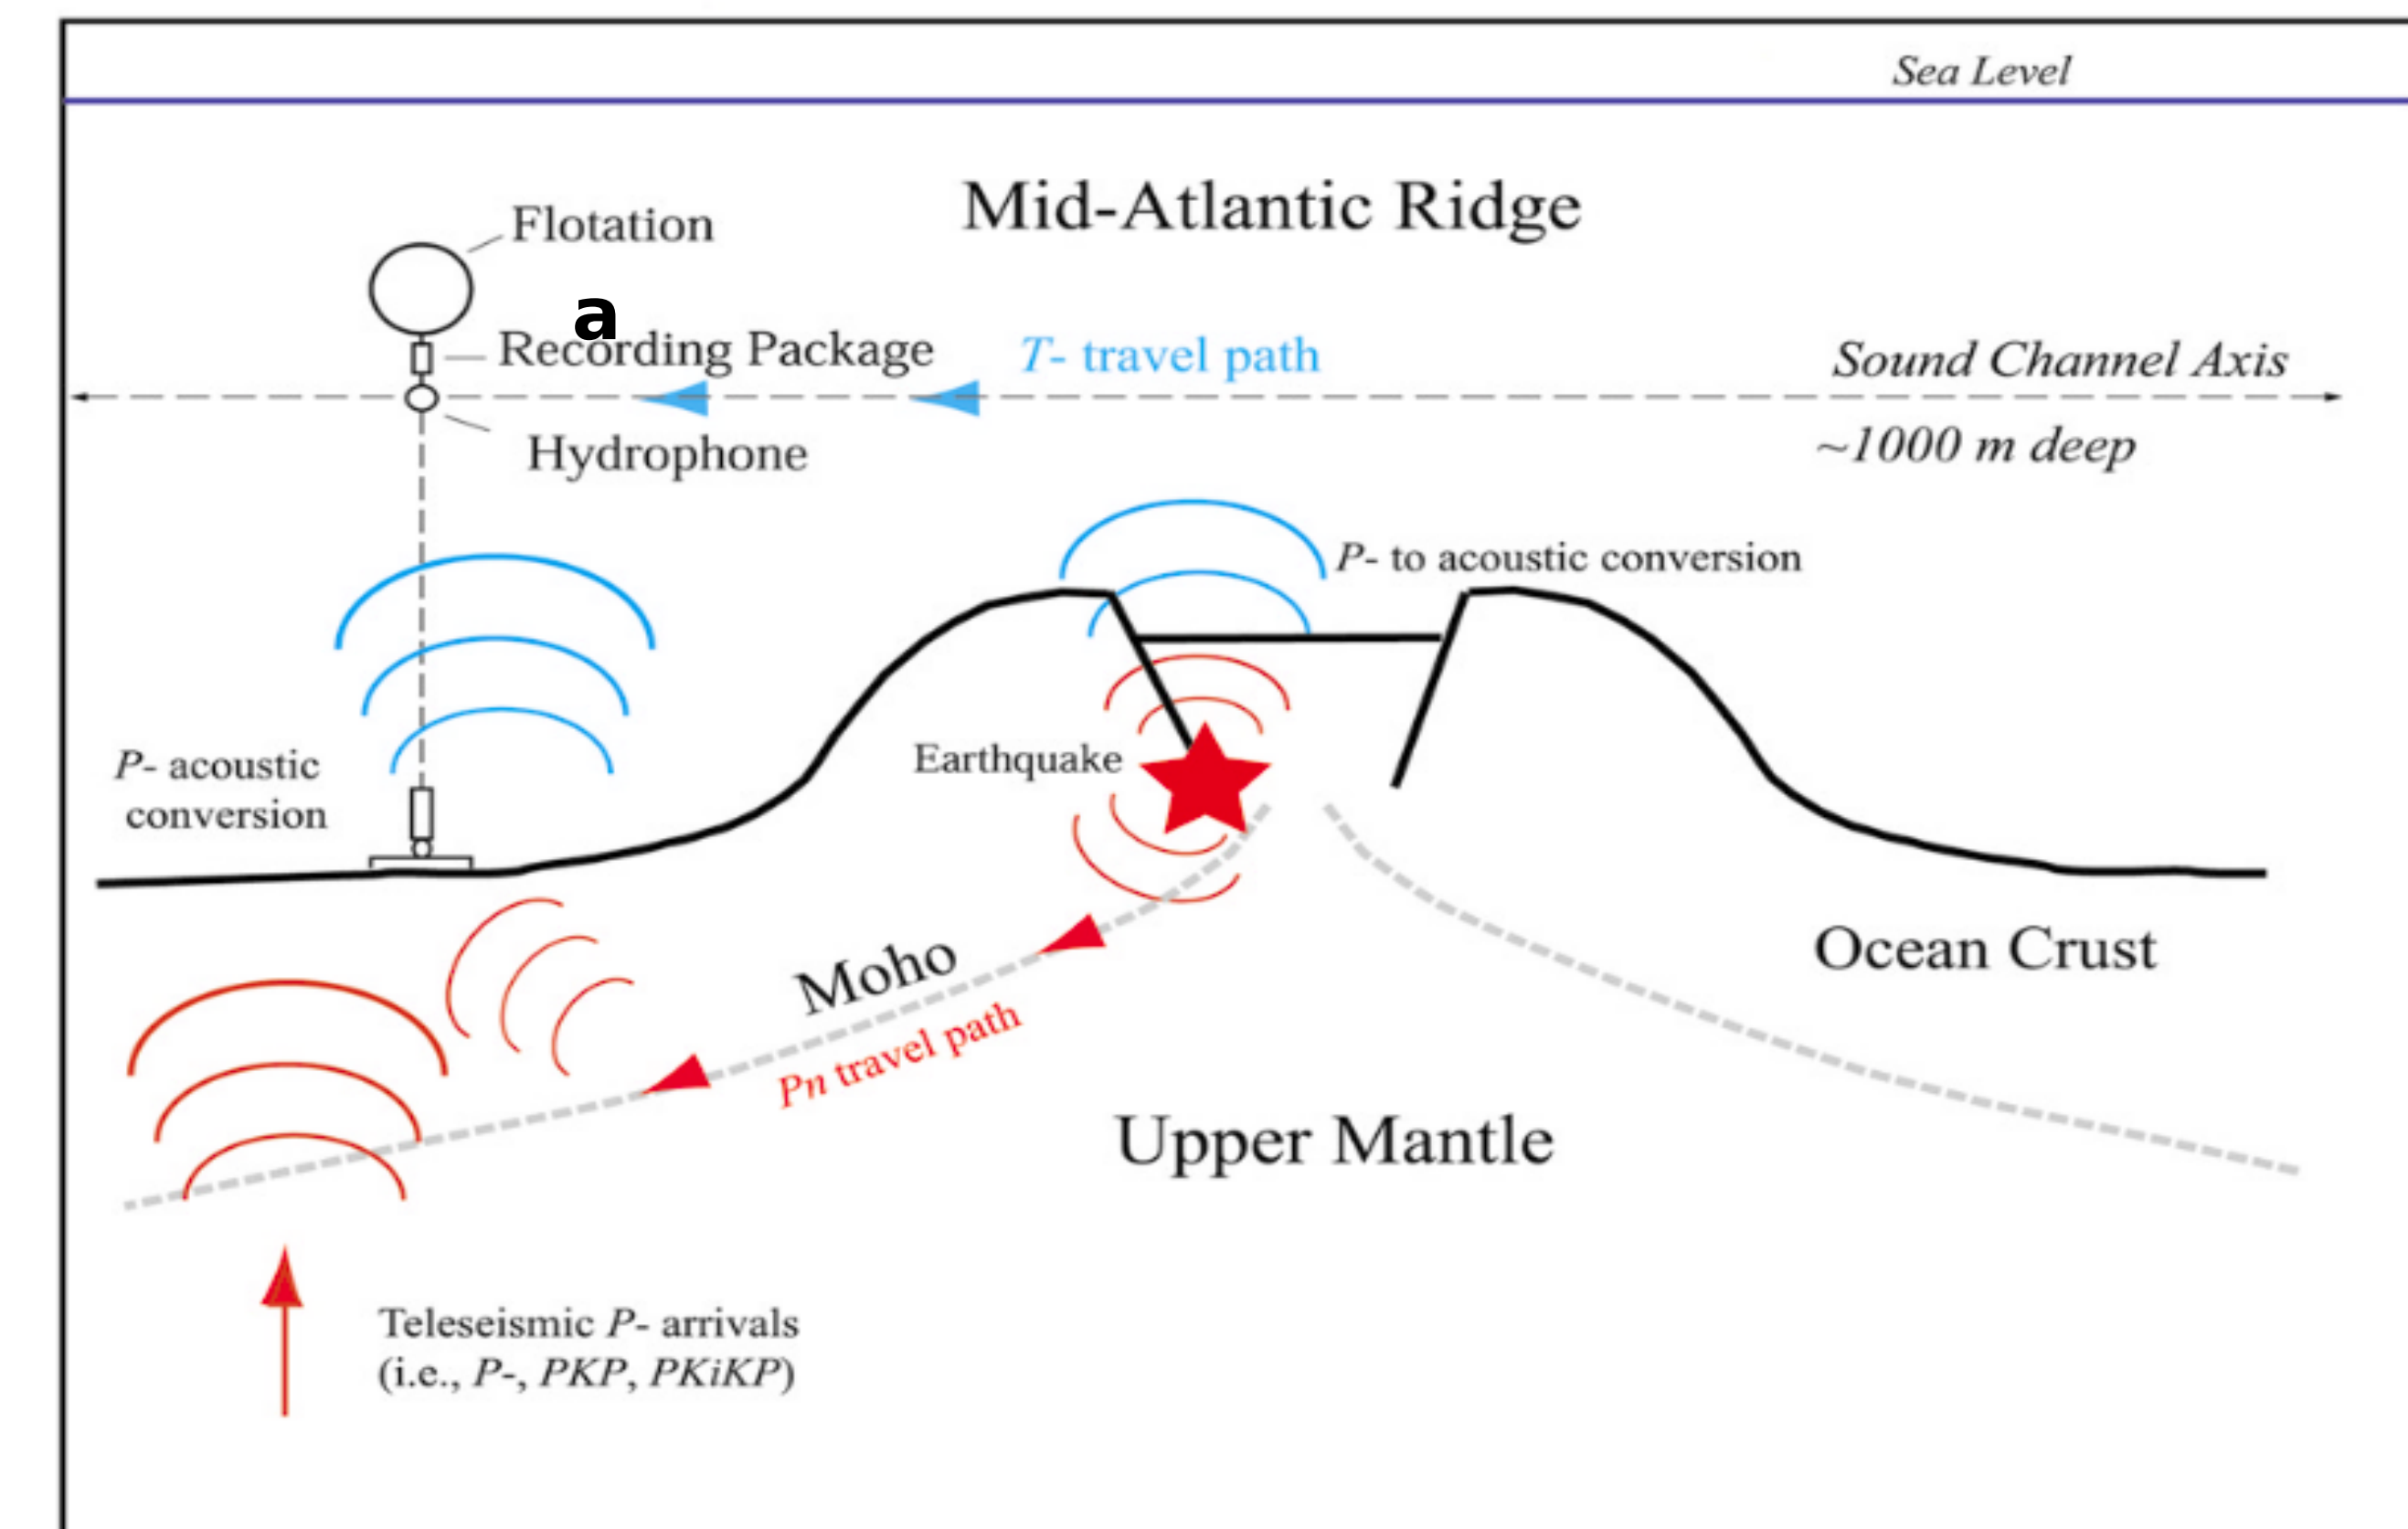 Sea Level
Mid-Atlantic Ridge
Flotation
a
Recording Package
T- travel path
Sound Channel Axis
~1000 m deep
Hydrophone
P- to acoustic conversion
P- acoustic
conversion
Earthquake
Moho
Pn travel path
Ocean Crust
Upper Mantle
Teleseismic P- arrivals
(i.e., P-, PKP, PKiKP)